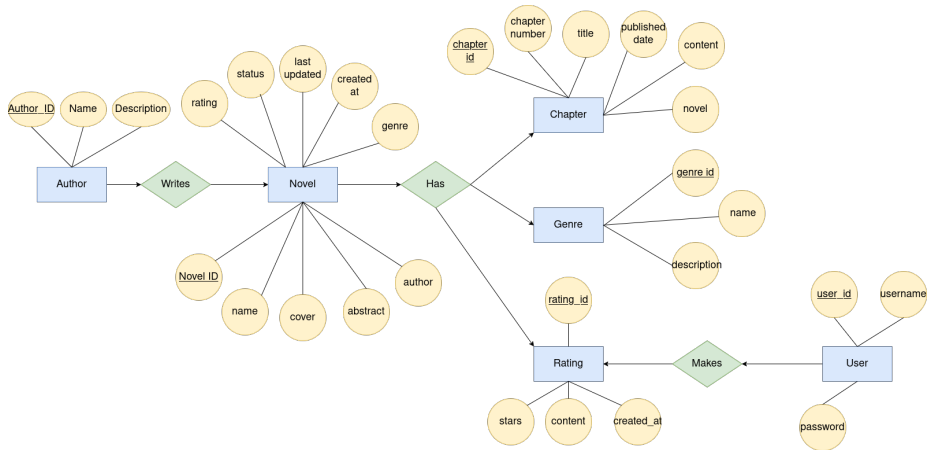 chapter
number
title
published
date
chapter
id
content
last
updated
status
created
at
rating
genre
novel
Author_ID
Name
Description
Chapter
genre id
Author
Writes
Novel
Has
name
Genre
description
Novel ID
author
name
cover
abstract
rating_id
user_id
username
Rating
Makes
User
stars
content
created_at
password